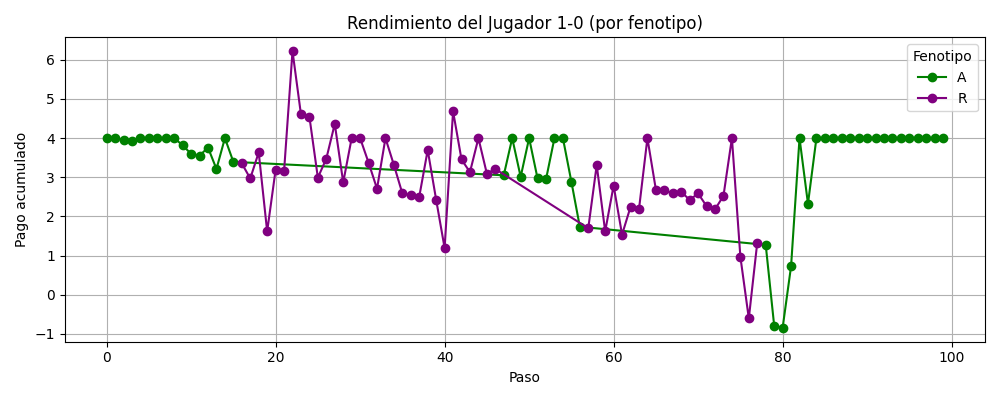 Rendimiento del Jugador 1-0 (por fenotipo)
Pago acumulado
6
5
4
3
2
1
0
−1
0 20 40 60 80 100
Paso
Fenotipo
A
R